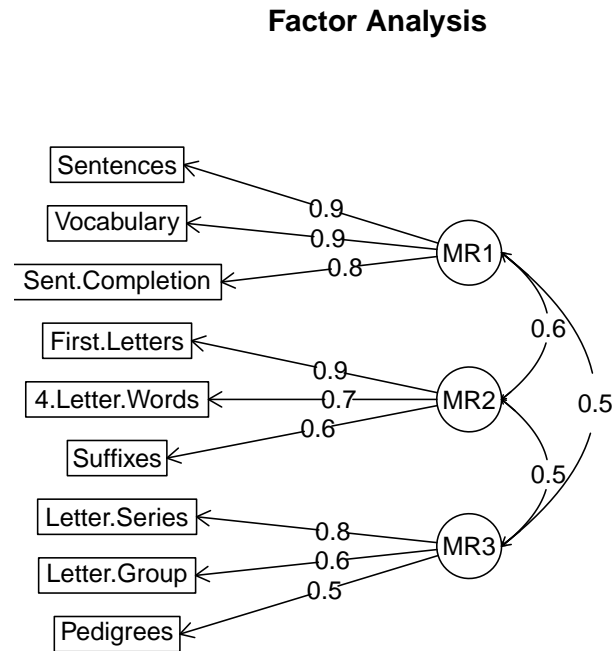 Factor Analysis
Sentences
Vocabulary
Sent.Completion
First.Letters
4.Letter.Words
Suffixes
Letter.Series
Letter.Group
Pedigrees
0.9
0.9
0.8
0.9
0.7
0.6
0.8
0.6
0.5
MR1
MR2
MR3
0.6
0.5
0.5